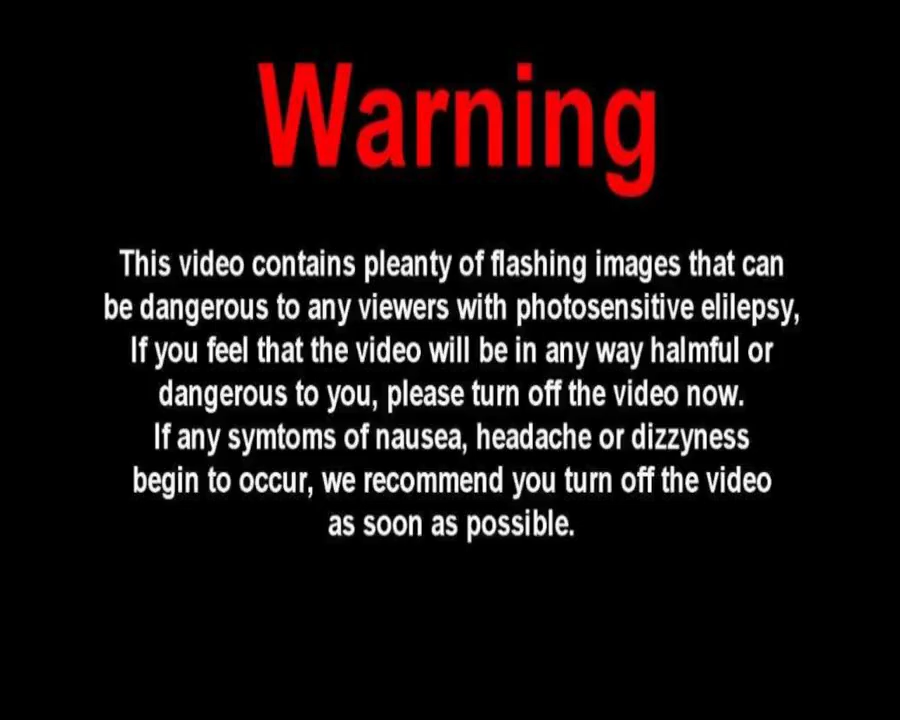 Warning
This video contains pleanty of flashing images that can
be dangerous to any viewers with photosensitive elilepsy,
If you feel that the video will be in any way halmful or
dangerous to you, please turn off the video now.
If any symtoms of nausea, headache or dizzyness
begin to occur, we recommend you turn off the video
as soon as possible.